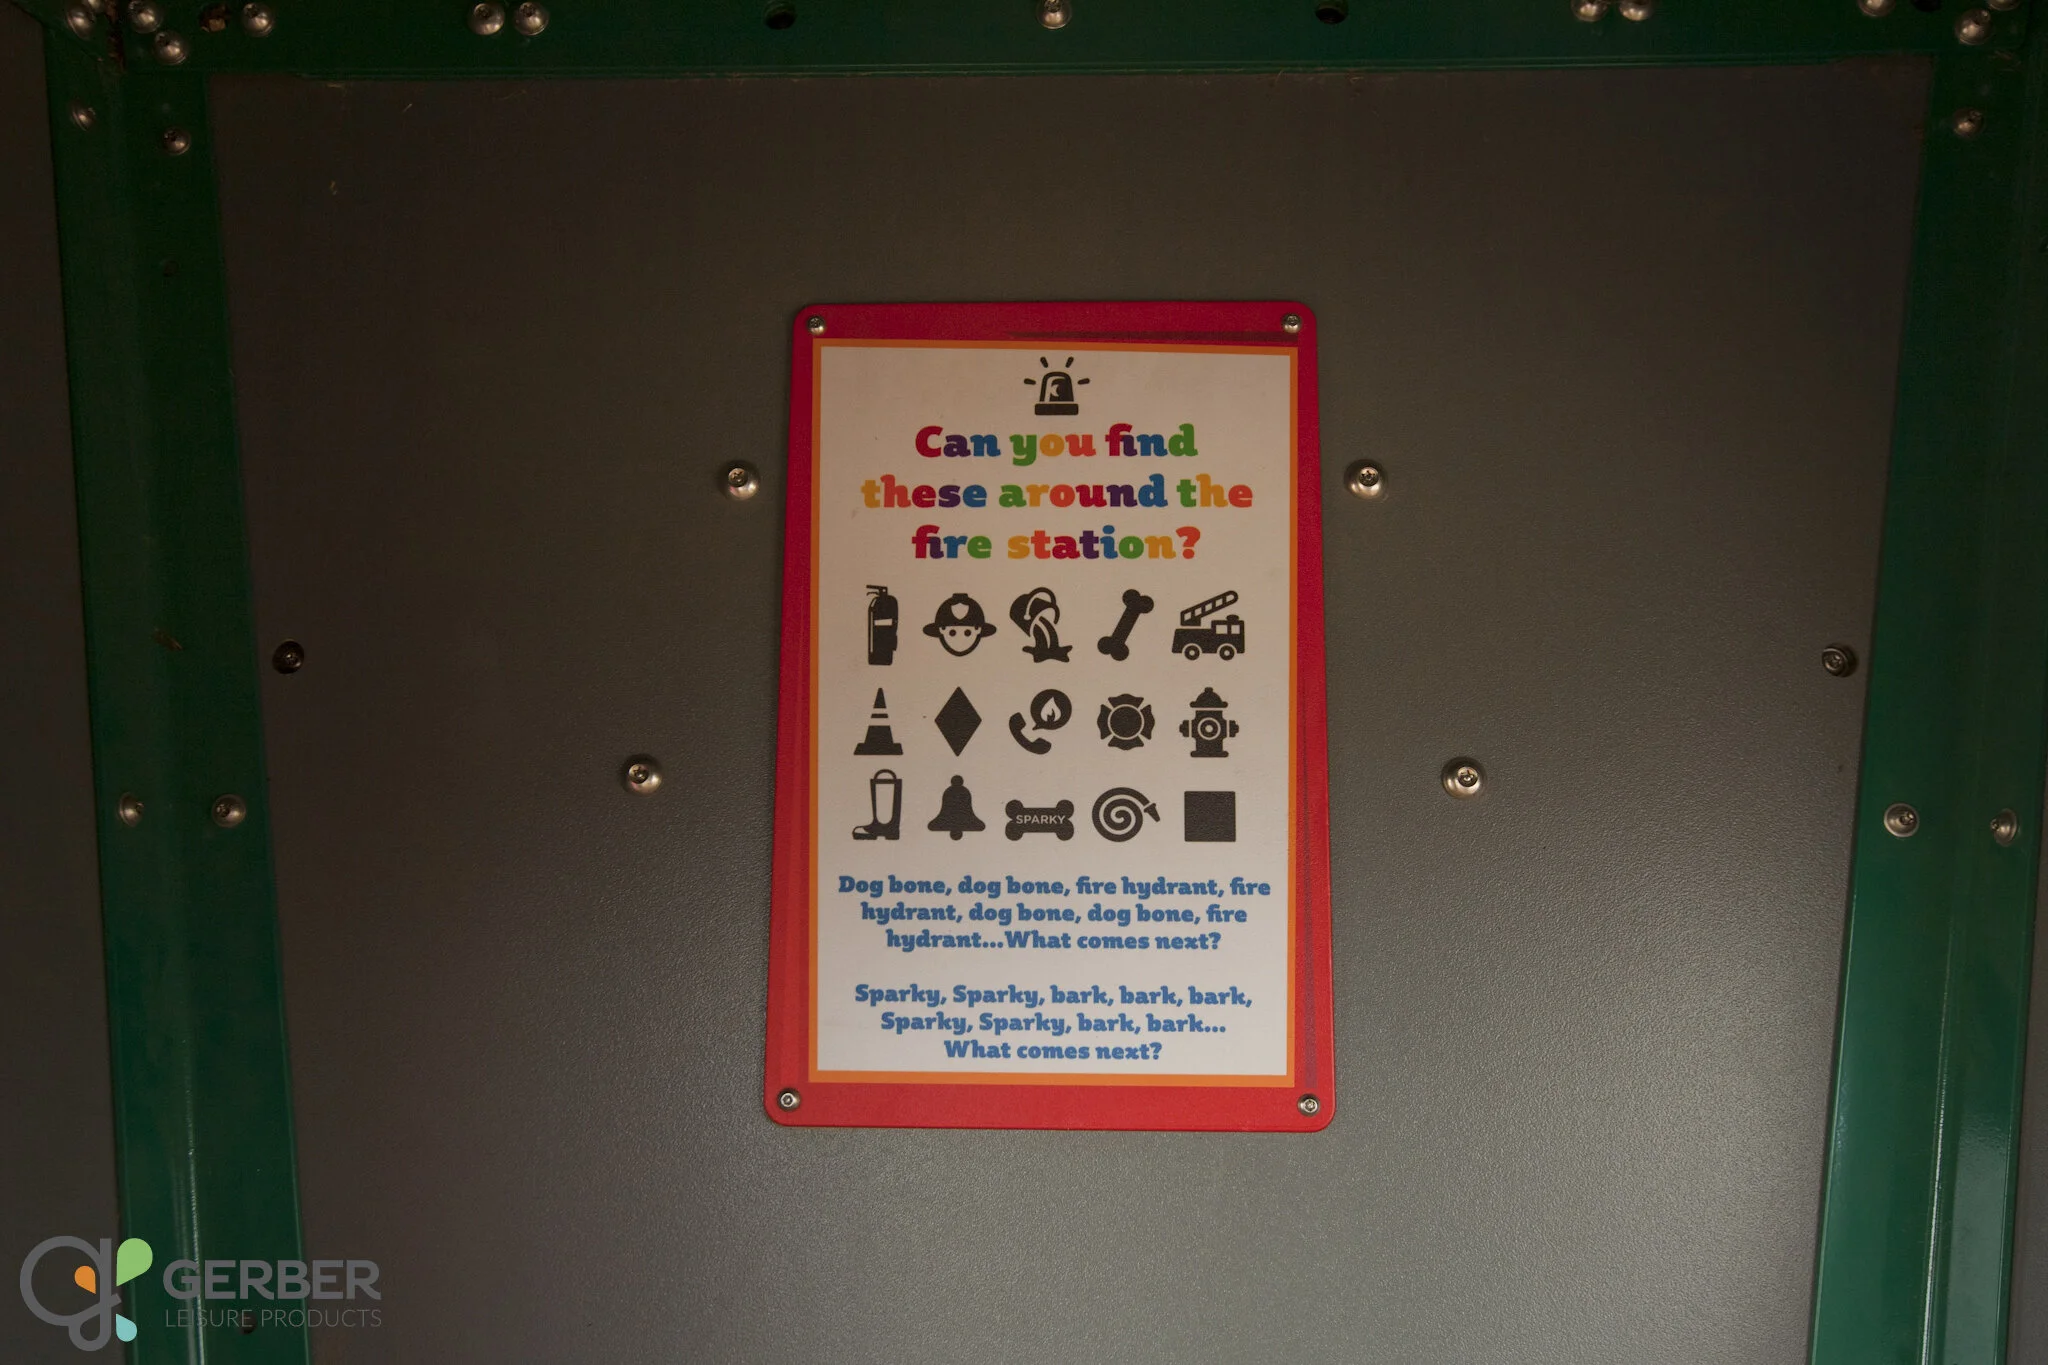 Can you find
these around the
fire station?
SPARKY
Dog bone, dog bone, fire hydrant, fire
hydrant, dog bone, dog bone, fire
hydrant...What comes next?
Sparky, Sparky, bark, bark, bark,
Sparky, Sparky, bark, bark...
What comes next?
GERBER
LEISURE PRODUCTS